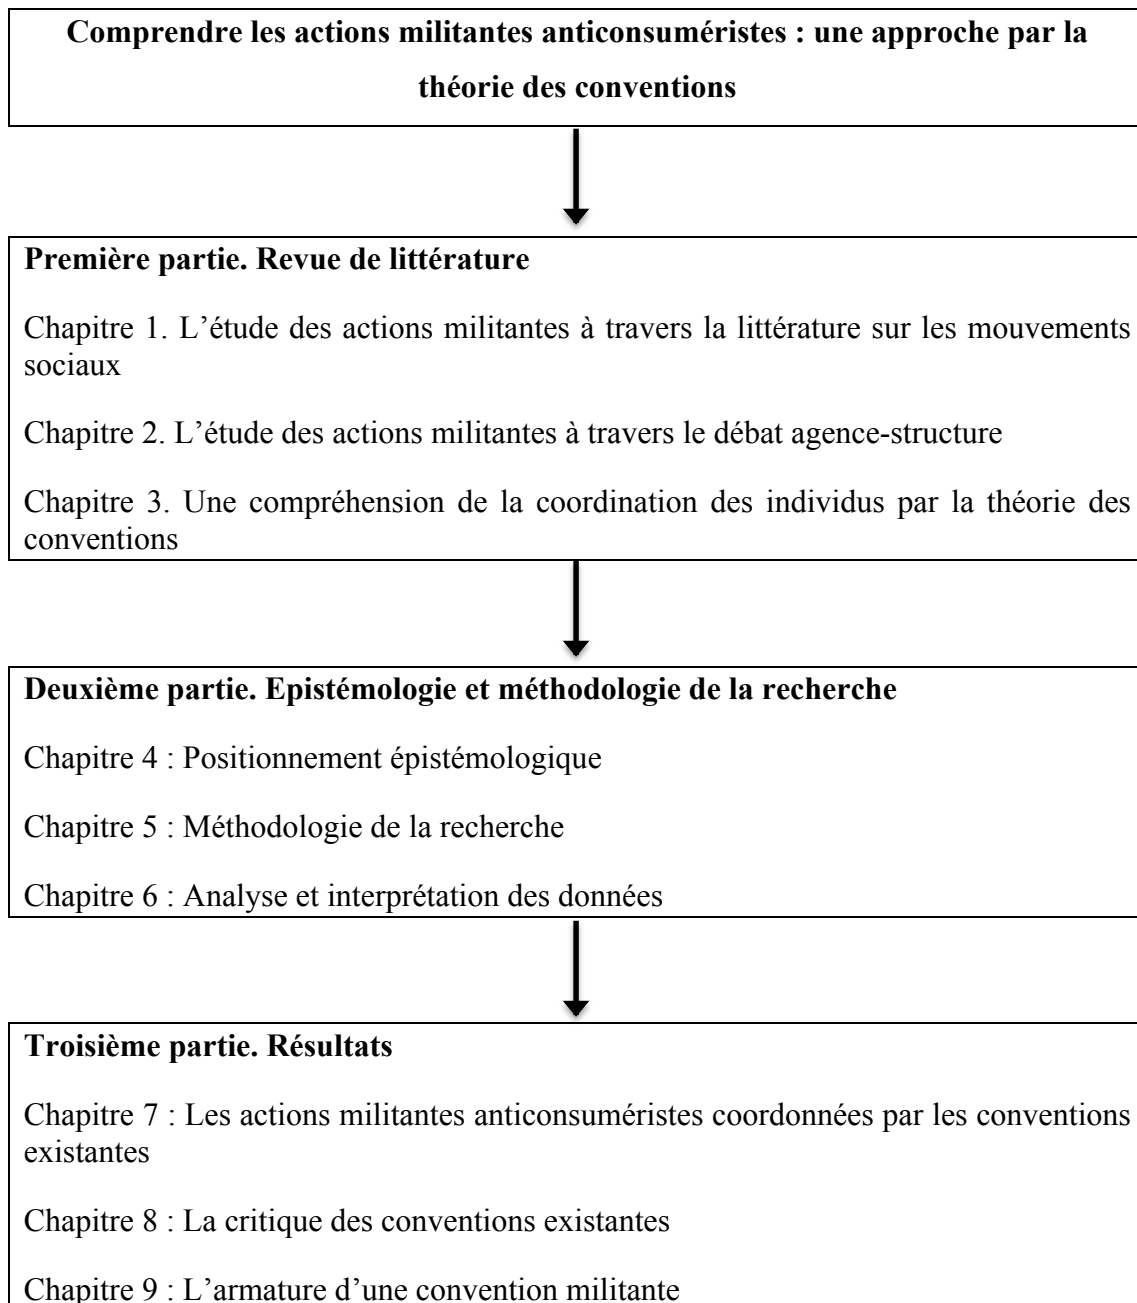 Comprendre les actions militantes anticonsuméristes : une approche par la
théorie des conventions
Première partie. Revue de littérature
Chapitre 1. L’étude des actions militantes à travers la littérature sur les mouvements
sociaux
Chapitre 2. L’étude des actions militantes à travers le débat agence-structure
Chapitre 3. Une compréhension de la coordination des individus par la théorie des
conventions
Deuxième partie. Epistémologie et méthodologie de la recherche
Chapitre 4 : Positionnement épistémologique
Chapitre 5 : Méthodologie de la recherche
Chapitre 6 : Analyse et interprétation des données
Troisième partie. Résultats
Chapitre 7 : Les actions militantes anticonsuméristes coordonnées par les conventions
existantes
Chapitre 8 : La critique des conventions existantes
Chapitre 9 : L’armature d’une convention militante